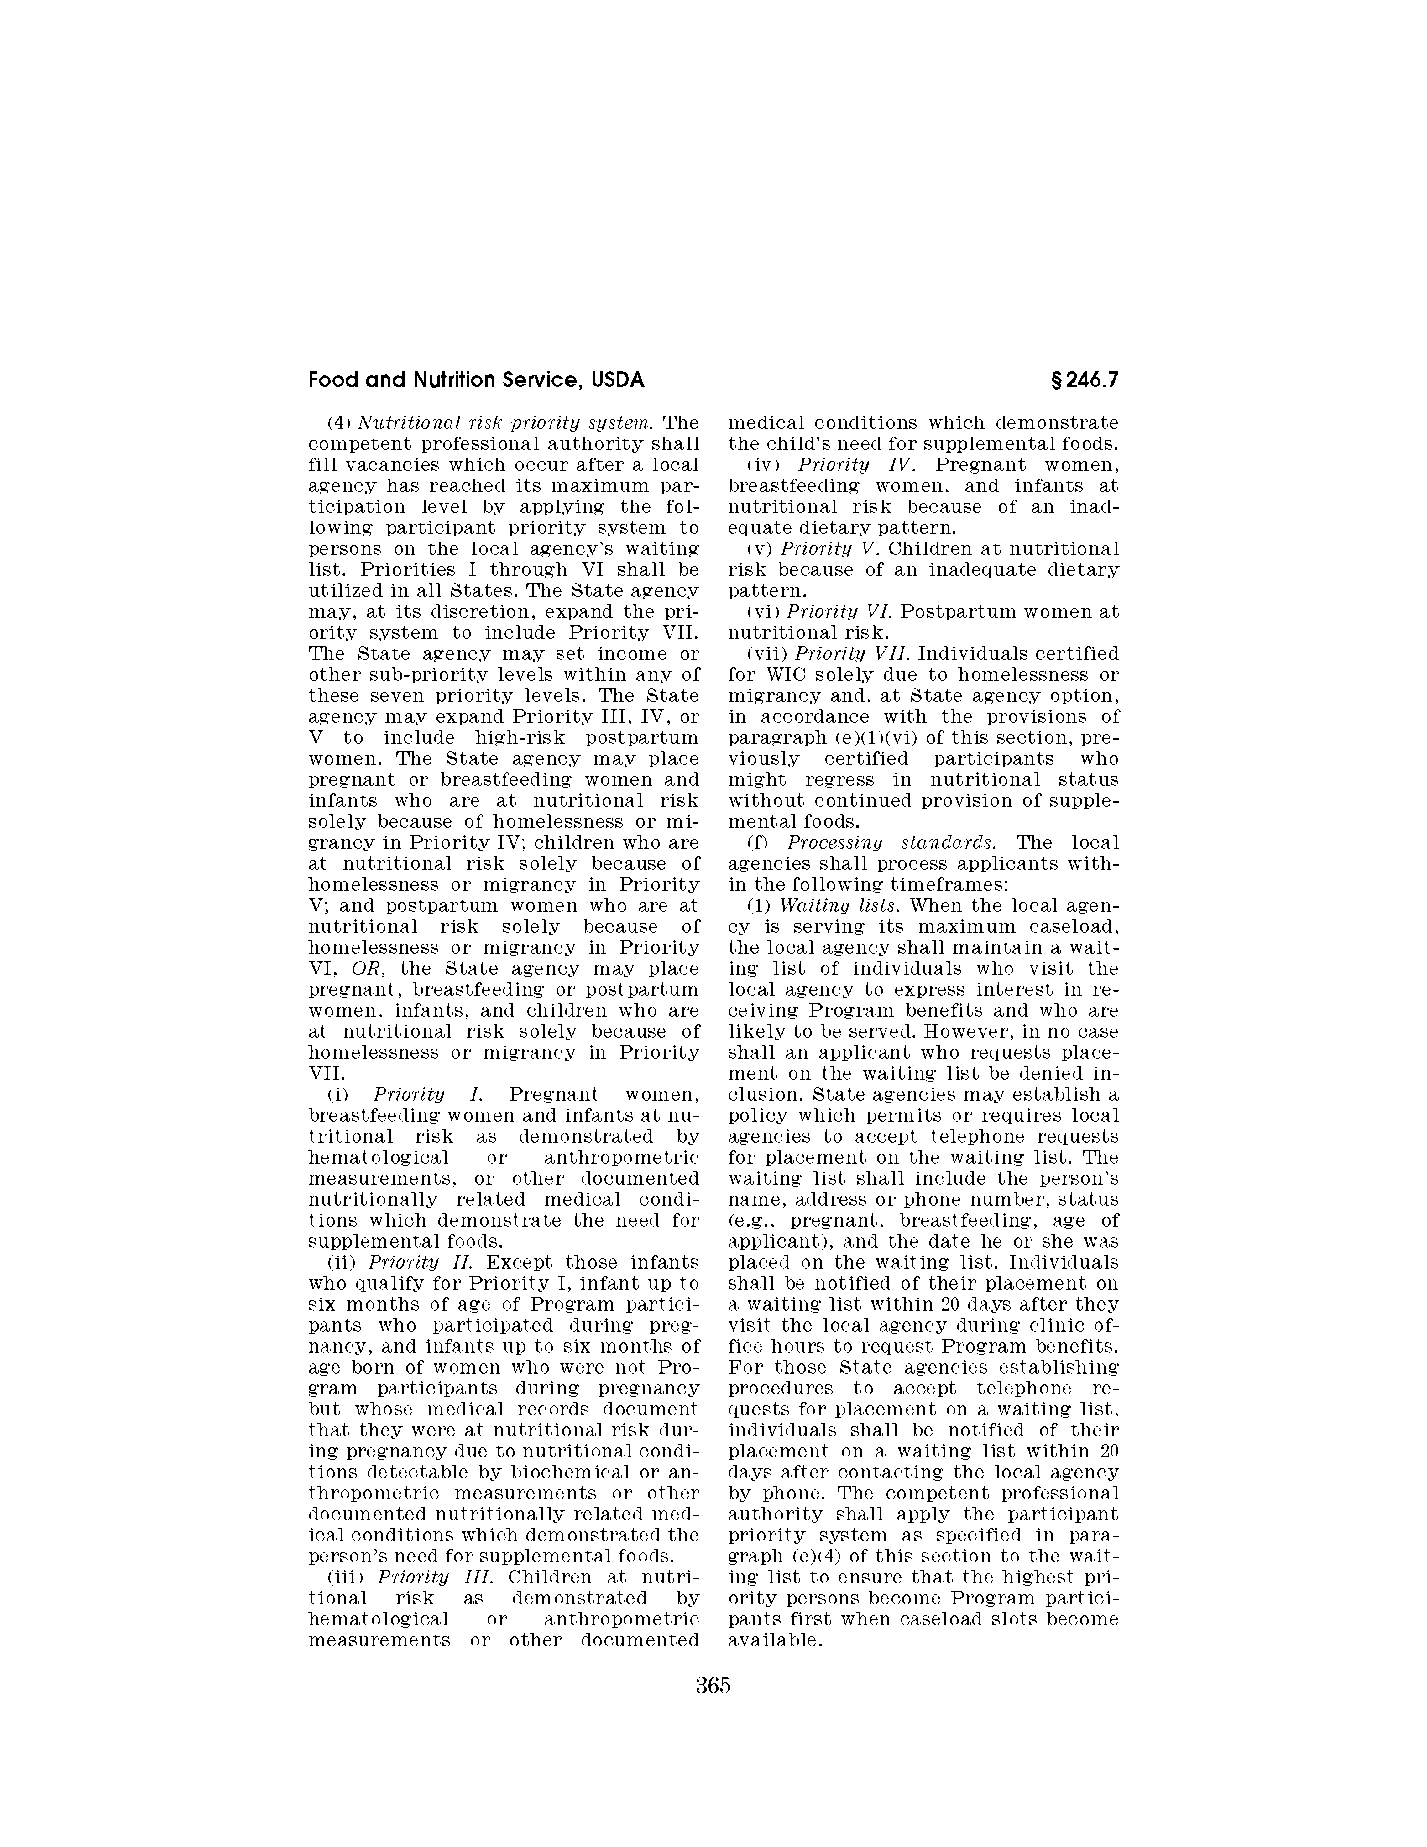 Food and Nutrition Service, USDA § 246.7
(4) Nutritional risk priority system. The
competent professional authority shall
fill vacancies which occur after a local
agency has reached its maximum par-
ticipation level by applying the fol-
lowing participant priority system to
persons on the local agency's waiting
list. Priorities I through VI shall be
utilized in all States. The State agency
may, at its discretion, expand the pri-
ority system to include Priority VII.
The State agency may set income or
other sub-priority levels within any of
these seven priority levels. The State
agency may expand Priority III, IV, or
V to include high-risk postpartum
women. The State agency may place
pregnant or breastfeeding women and
infants who are at nutritional risk
solely because of homelessness or mi-
grancy in Priority IV; children who are
at nutritional risk solely because of
homelessness or migrancy in Priority
V; and postpartum women who are at
nutritional risk solely because of
homelessness or migrancy in Priority
VI, OR, the State agency may place
pregnant, breastfeeding or postpartum
women, infants, and children who are
at nutritional risk solely because of
homelessness or migrancy in Priority
VII.
(i) Priority I. Pregnant women,
breastfeeding women and infants at nu-
tritional risk as demonstrated by
hematological or anthropometric
measurements, or other documented
nutritionally related medical condi-
tions which demonstrate the need for
supplemental foods.
(ii) Priority II. Except those infants
who qualify for Priority I, infant up to
six months of age of Program partici-
pants who participated during preg-
nancy, and infants up to six months of
age born of women who were not Pro-
gram participants during pregnancy
but whose medical records document
that they were at nutritional risk dur-
ing pregnancy due to nutritional condi-
tions detectable by biochemical or an-
thropometric measurements or other
documented nutritionally related med-
ical conditions which demonstrated the
person's need for supplemental foods.
(iii) Priority III. Children at nutri-
tional risk as demonstrated by
hematological or anthropometric
measurements or other documented
medical conditions which demonstrate
the child's need for supplemental foods.
(iv) Priority IV. Pregnant women,
breastfeeding women, and infants at
nutritional risk because of an inad-
equate dietary pattern.
(v) Priority V. Children at nutritional
risk because of an inadequate dietary
pattern.
(vi) Priority VI. Postpartum women at
nutritional risk.
(vii) Priority VII. Individuals certified
for WIC solely due to homelessness or
migrancy and, at State agency option,
in accordance with the provisions of
paragraph (e)(1)(vi) of this section, pre-
viously certified participants who
might regress in nutritional status
without continued provision of supple-
mental foods.
(f) Processing standards. The local
agencies shall process applicants with-
in the following timeframes:
(1) Waiting lists. When the local agen-
cy is serving its maximum caseload,
the local agency shall maintain a wait-
ing list of individuals who visit the
local agency to express interest in re-
ceiving Program benefits and who are
likely to be served. However, in no case
shall an applicant who requests place-
ment on the waiting list be denied in-
clusion. State agencies may establish a
policy which permits or requires local
agencies to accept telephone requests
for placement on the waiting list. The
waiting list shall include the person's
name, address or phone number, status
(e.g., pregnant, breastfeeding, age of
applicant), and the date he or she was
placed on the waiting list. Individuals
shall be notified of their placement on
a waiting list within 20 days after they
visit the local agency during clinic of-
fice hours to request Program benefits.
For those State agencies establishing
procedures to accept telephone re-
quests for placement on a waiting list,
individuals shall be notified of their
placement on a waiting list within 20
days after contacting the local agency
by phone. The competent professional
authority shall apply the participant
priority system as specified in para-
graph (e)(4) of this section to the wait-
ing list to ensure that the highest pri-
ority persons become Program partici-
pants first when caseload slots become
available.
365